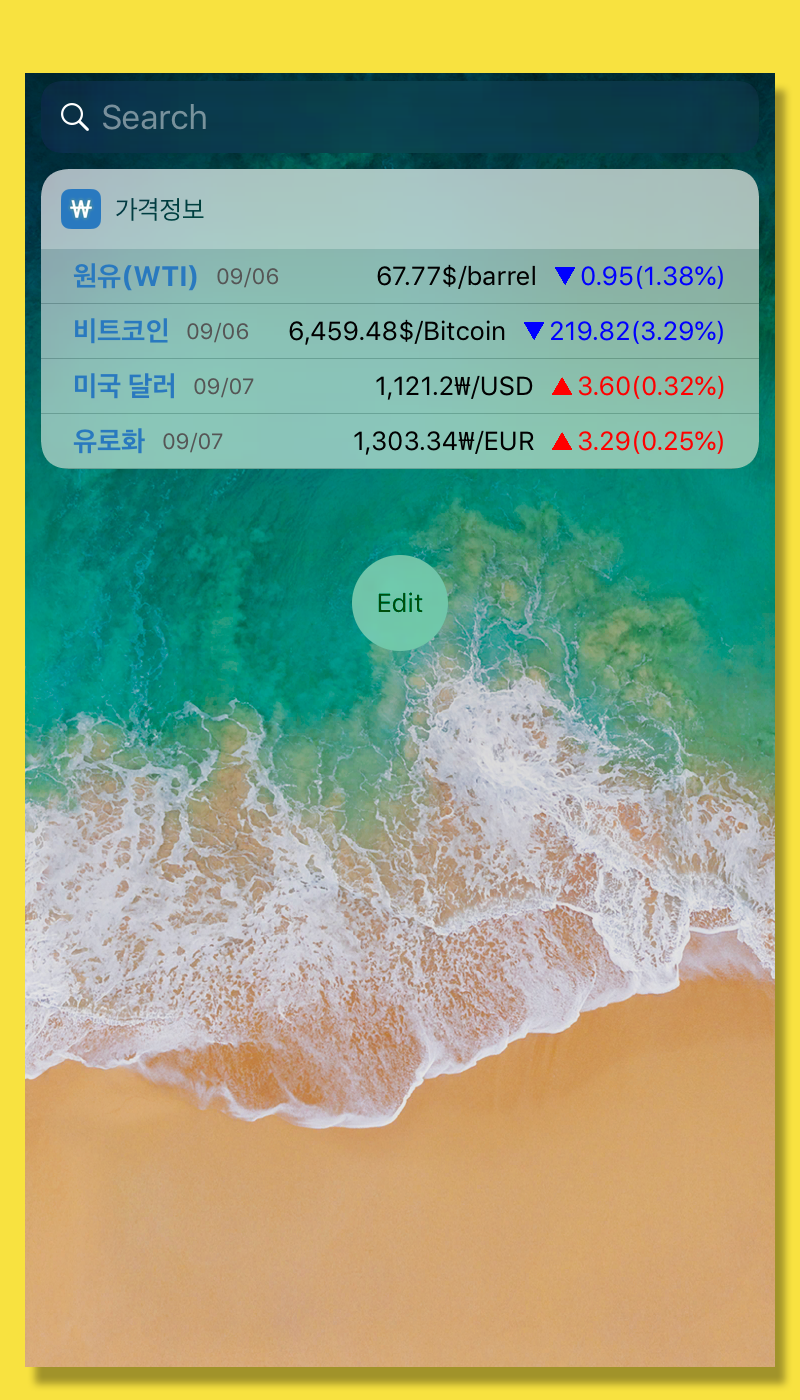 Search
₩ 가격정보
원유(WTI) 09/06 67.77$/barrel ▼0.95(1.38%)
비트코인 09/06 6,459.48$/Bitcoin ▼219.82(3.29%)
미국 달러 09/07 1,121.2₩/USD ▲3.60(0.32%)
유로화 09/07 1,303.34₩/EUR ▲3.29(0.25%)
Edit